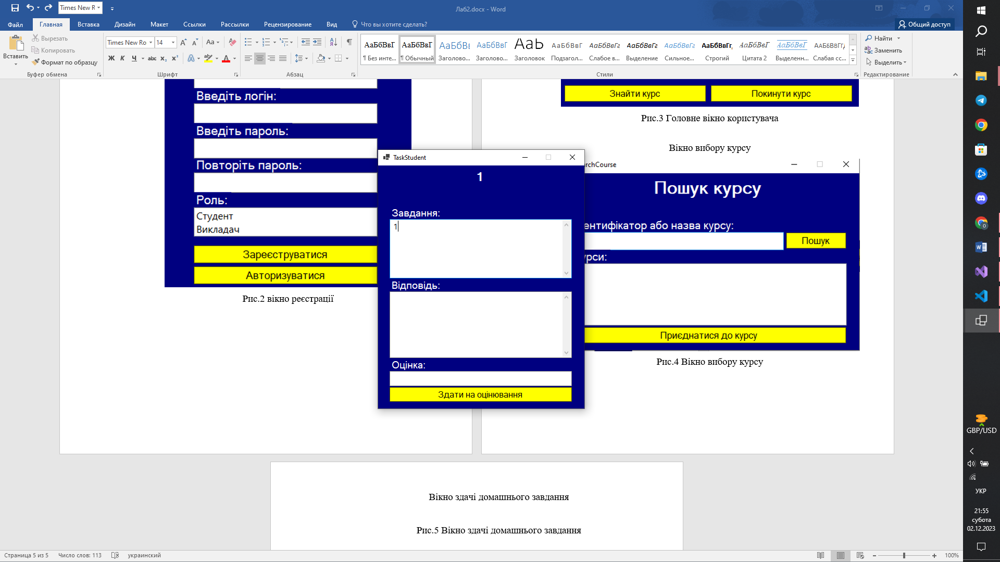 Times New R
Лаб2.docx - Word
Файл
Главная
Вставка
Дизайн
Макет
Ссылки
Рассылки
Рецензирование
Вид
Что вы хотите сделать?
Общий доступ
Вставить
Вырезать
Копировать
Формат по образцу
Буфер обмена
Times New Ro
14
Aa
Ж К Ч abc x₂ x²
Шрифт
Абзац
АаБбВвГ
¶ Без инте...
АаБбВвГ
¶ Обычный
АаБбВ
Заголово...
АаБбВвГ
Заголово...
АаЬ
Заголовок
АаБбВвГ
Подзагол...
АаБбВвГг
Слабое в...
АаБбВвГг
Выделение
АаБбВвГг
Сильное...
АаБбВвГг,
Строгий
АаБбВвГг
Цитата 2
АаБбВвГг
Выделенн...
ААББВВГГ,
Слабая сс...
Стили
Найти
Заменить
Выделить
Редактирование
Введіть логін:
Введіть пароль:
Повторіть пароль:
Роль:
Студент
Викладач
Зареєструватися
Авторизуватися
Рис.2 вікно реєстрації
Знайти курс
Покинути курс
Рис.3 Головне вікно користувача
Вікно вибору курсу
rchCourse
Пошук курсу
ентифікатор або назва курсу:
Пошук
рси:
Приєднатися до курсу
Рис.4 Вікно вибору курсу
TaskStudent
1
Завдання:
1
Відповідь:
Оцінка:
Здати на оцінювання
Вікно здачі домашнього завдання
Рис.5 Вікно здачі домашнього завдання
Страница 5 из 5
Число слов: 113
украинский
100%
GBP/USD
УКР
21:55
субота
02.12.2023